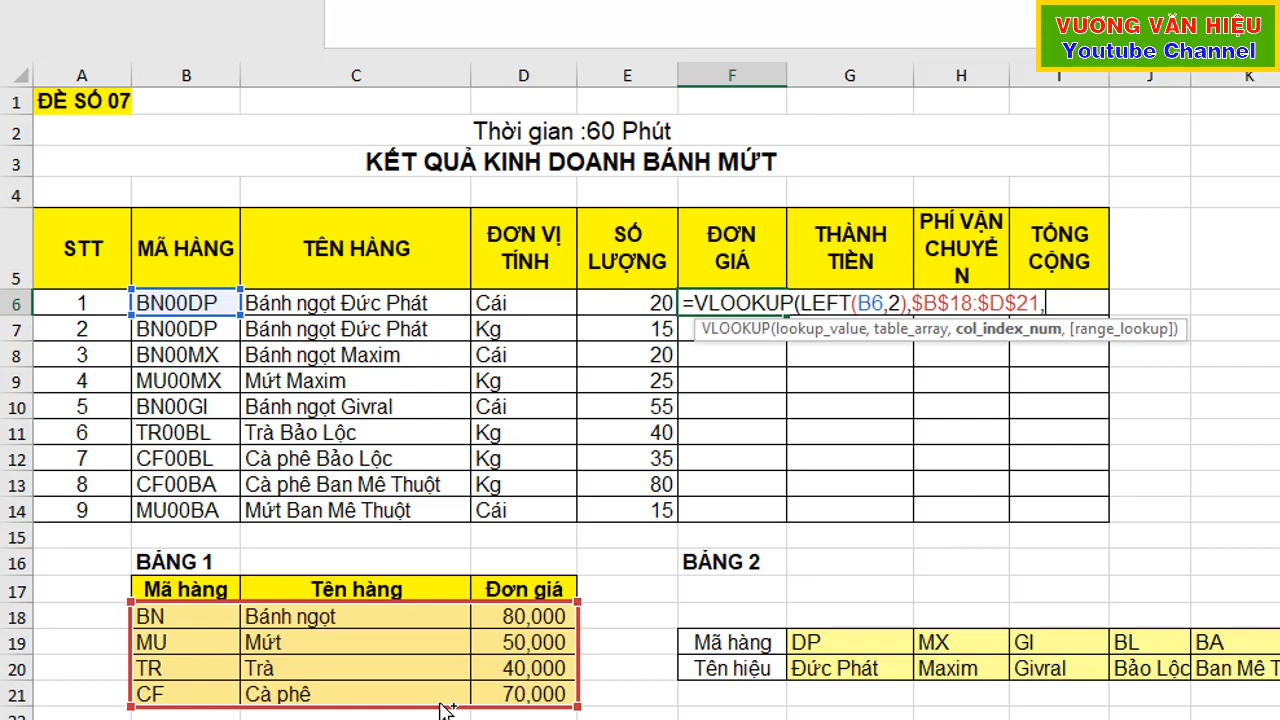 VƯƠNG VĂN HIỆU
Youtube Channel
A B C D E F G H I J K
1 ĐỀ SỐ 07
2 Thời gian :60 Phút
3 KẾT QUẢ KINH DOANH BÁNH MỨT
4
5 STT MÃ HÀNG TÊN HÀNG ĐƠN VỊ TÍNH SỐ LƯỢNG ĐƠN GIÁ THÀNH TIỀN PHÍ VẬN CHUYỂN TỔNG CỘNG
6 1 BN00DP Bánh ngọt Đức Phát Cái 20 =VLOOKUP(LEFT(B6,2),$B$18:$D$21,
VLOOKUP(lookup_value, table_array, col_index_num, [range_lookup])
7 2 BN00DP Bánh ngọt Đức Phát Kg 15
8 3 BN00MX Bánh ngọt Maxim Cái 20
9 4 MU00MX Mứt Maxim Kg 25
10 5 BN00GI Bánh ngọt Givral Cái 55
11 6 TR00BL Trà Bảo Lộc Kg 40
12 7 CF00BL Cà phê Bảo Lộc Kg 35
13 8 CF00BA Cà phê Ban Mê Thuột Kg 80
14 9 MU00BA Mứt Ban Mê Thuột Cái 15
15
16 BẢNG 1 BẢNG 2
17 Mã hàng Tên hàng Đơn giá
18 BN Bánh ngọt 80,000
19 MU Mứt 50,000 Mã hàng DP MX GI BL BA
20 TR Trà 40,000 Tên hiệu Đức Phát Maxim Givral Bảo Lộc Ban Mê
21 CF Cà phê 70,000